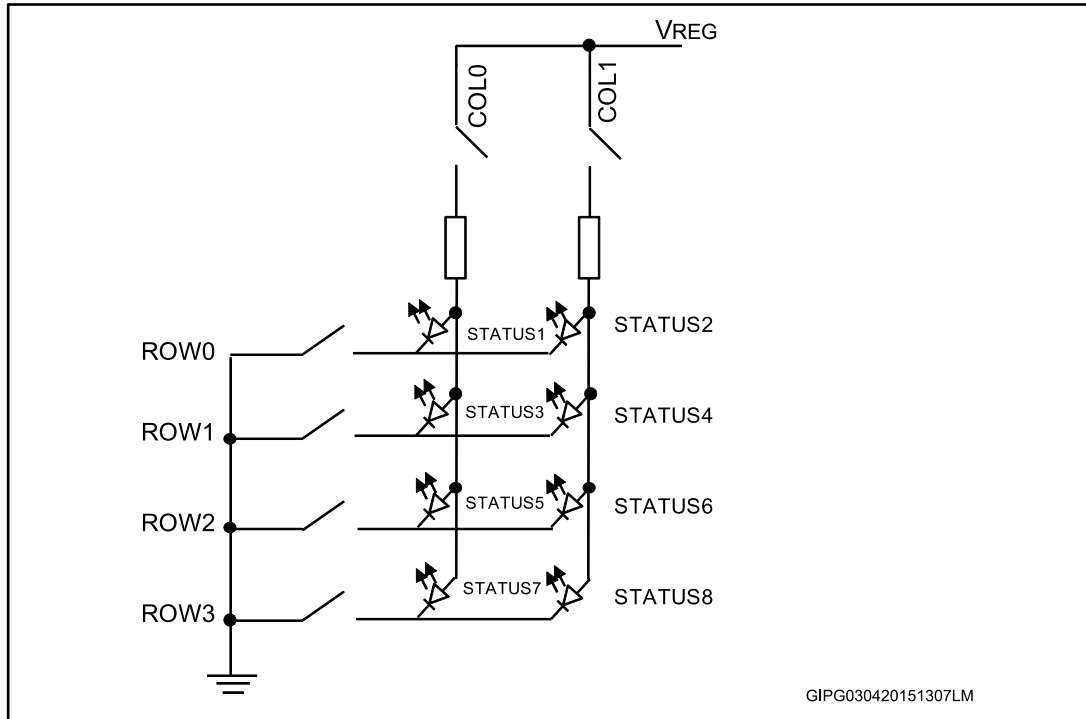 VREG
COL0
COL1
STATUS1
STATUS2
ROW0
STATUS3
STATUS4
ROW1
STATUS5
STATUS6
ROW2
STATUS7
STATUS8
ROW3
GIPG030420151307LM